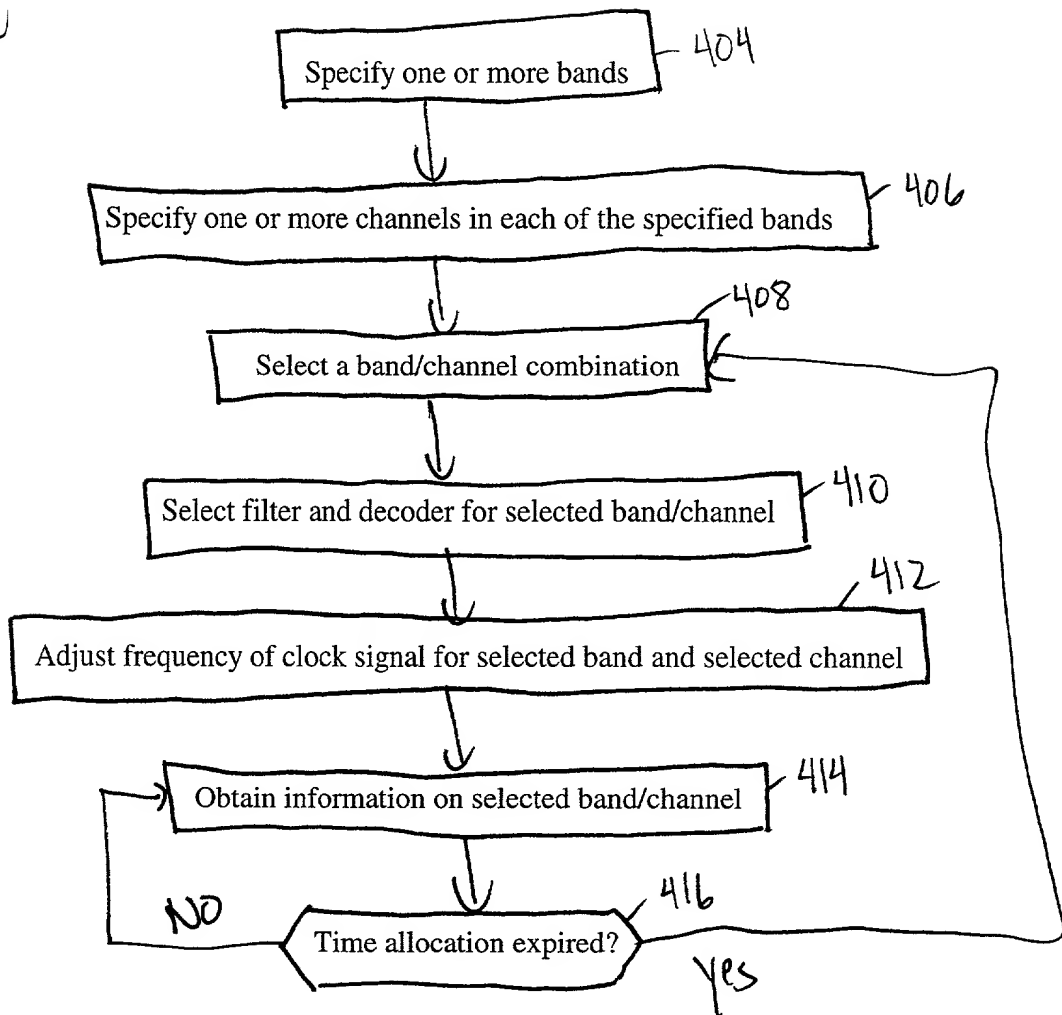 Specify one or more bands
404
Specify one or more channels in each of the specified bands
406
408
Select a band/channel combination
Select filter and decoder for selected band/channel
410
412
Adjust frequency of clock signal for selected band and selected channel
Obtain information on selected band/channel
414
416
NO
Time allocation expired?
Yes